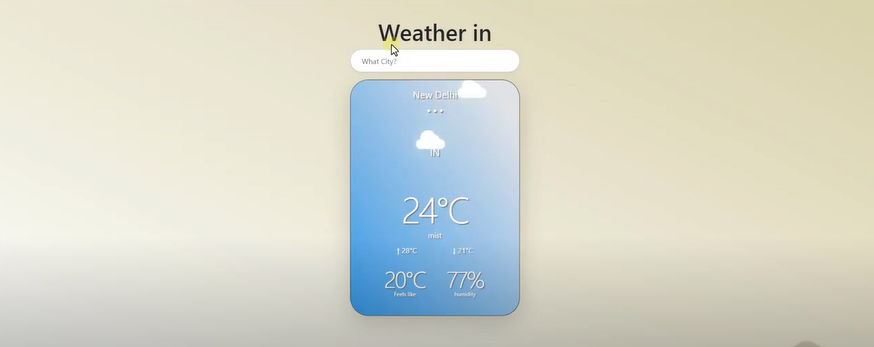 Weather in
What City?
New Delhi
IN
24°C
mist
↑28°C ↓21°C
20°C 77%
Feels like Humidity